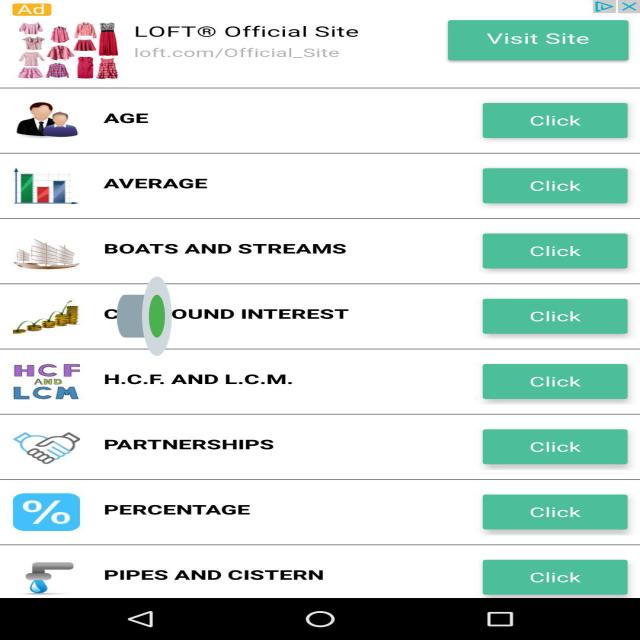 Ad
LOFT® Official Site
loft.com/Official_Site
Visit Site
AGE
Click
AVERAGE
Click
BOATS AND STREAMS
Click
OUND INTEREST
Click
HCF
AND
LCM
H.C.F. AND L.C.M.
Click
PARTNERSHIPS
Click
%
PERCENTAGE
Click
PIPES AND CISTERN
Click